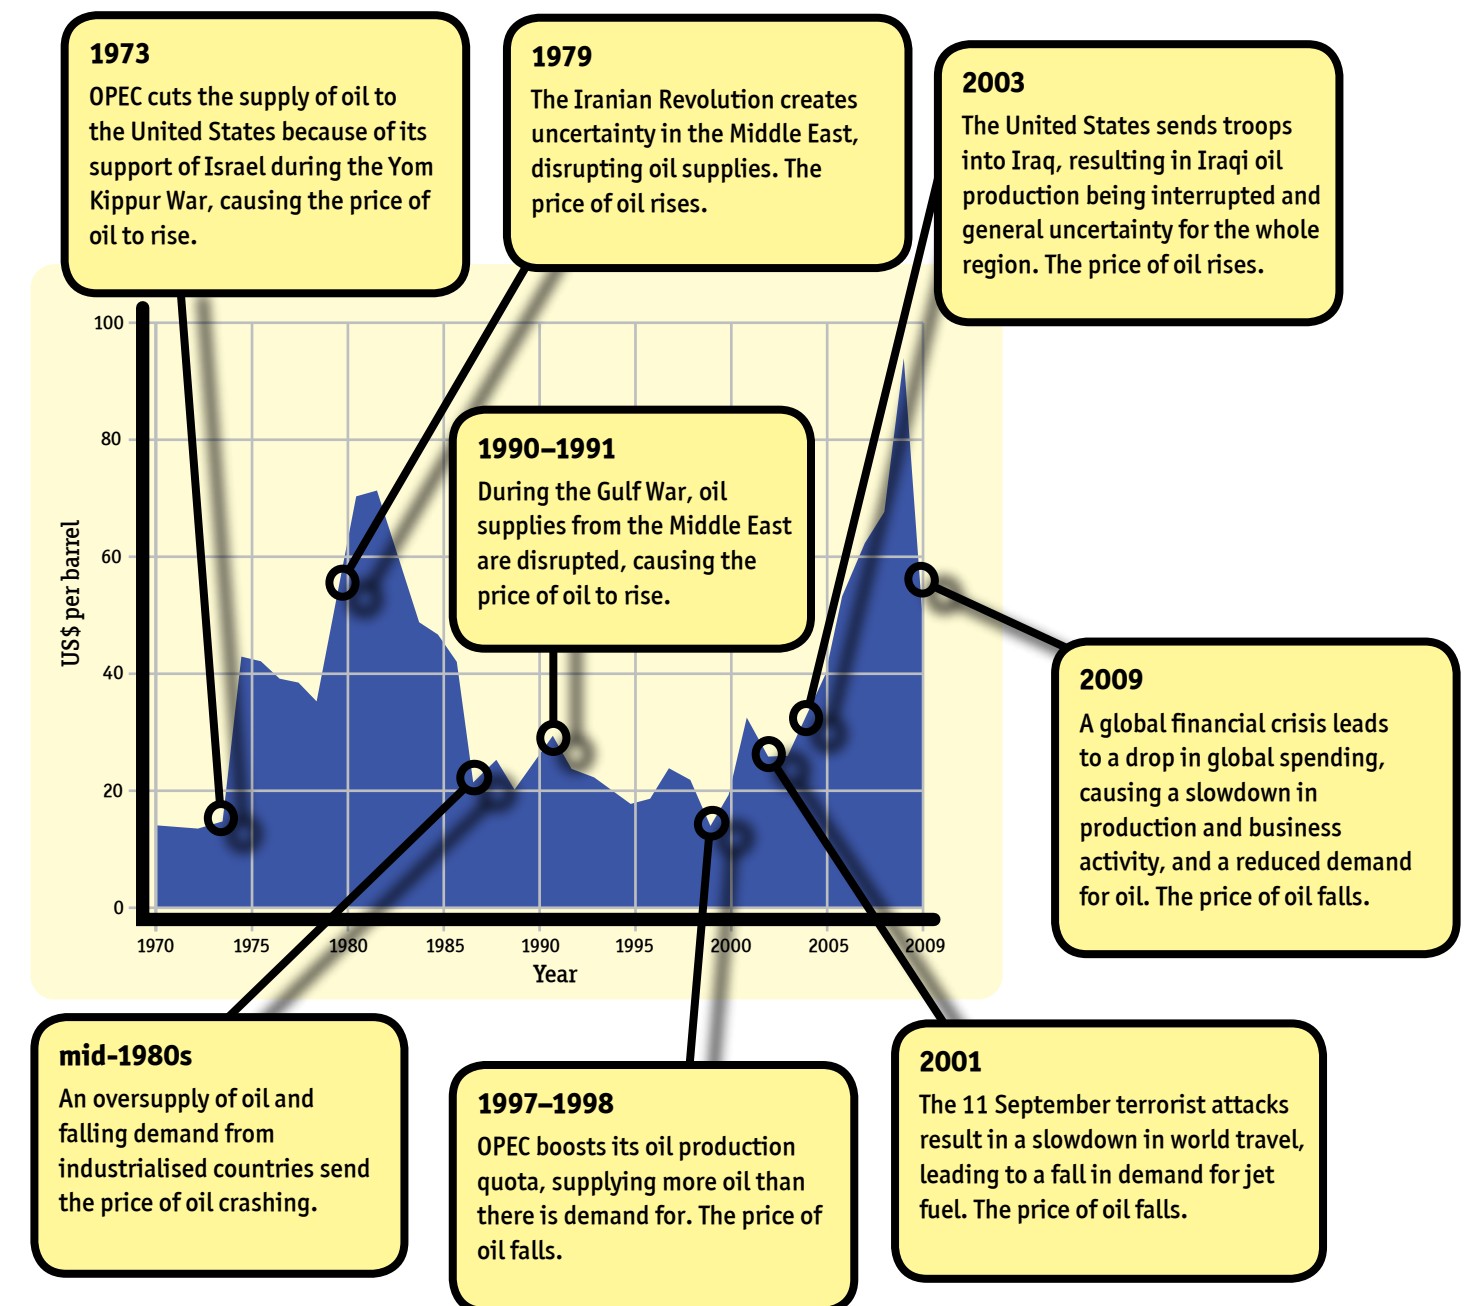 1973
OPEC cuts the supply of oil to
the United States because of its
support of Israel during the Yom
Kippur War, causing the price of
oil to rise.
1979
The Iranian Revolution creates
uncertainty in the Middle East,
disrupting oil supplies. The
price of oil rises.
2003
The United States sends troops
into Iraq, resulting in Iraqi oil
production being interrupted and
general uncertainty for the whole
region. The price of oil rises.
1990–1991
During the Gulf War, oil
supplies from the Middle East
are disrupted, causing the
price of oil to rise.
US$ per barrel
100
80
60
40
20
0
1970 1975 1980 1985 1990 1995 2000 2005 2009
Year
2009
A global financial crisis leads
to a drop in global spending,
causing a slowdown in
production and business
activity, and a reduced demand
for oil. The price of oil falls.
mid-1980s
An oversupply of oil and
falling demand from
industrialised countries send
the price of oil crashing.
1997–1998
OPEC boosts its oil production
quota, supplying more oil than
there is demand for. The price of
oil falls.
2001
The 11 September terrorist attacks
result in a slowdown in world travel,
leading to a fall in demand for jet
fuel. The price of oil falls.